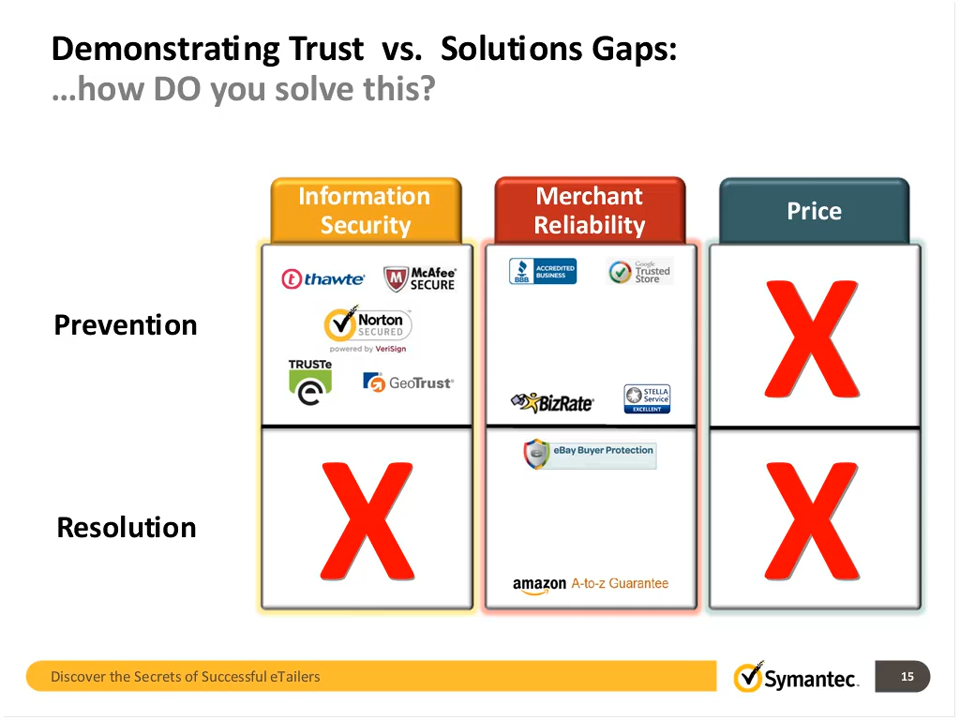 Demonstrating Trust vs. Solutions Gaps:
...how DO you solve this?
Information
Security
Merchant
Reliability
Price
Prevention
thawte®
McAfee®
SECURE
Norton™
SECURED
powered by VeriSign
TRUSTe
e
GeoTrust®
BBB
ACCREDITED
BUSINESS
Google
Trusted
Store
BizRate®
STELLA
Service
EXCELLENT
X
Resolution
X
eBay Buyer Protection
amazon A-to-z Guarantee
X
Discover the Secrets of Successful eTailers
Symantec™
15